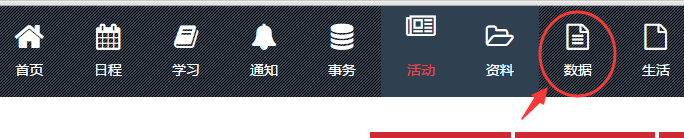 首页 日程 学习 通知 事务 活动 资料 数据 生活